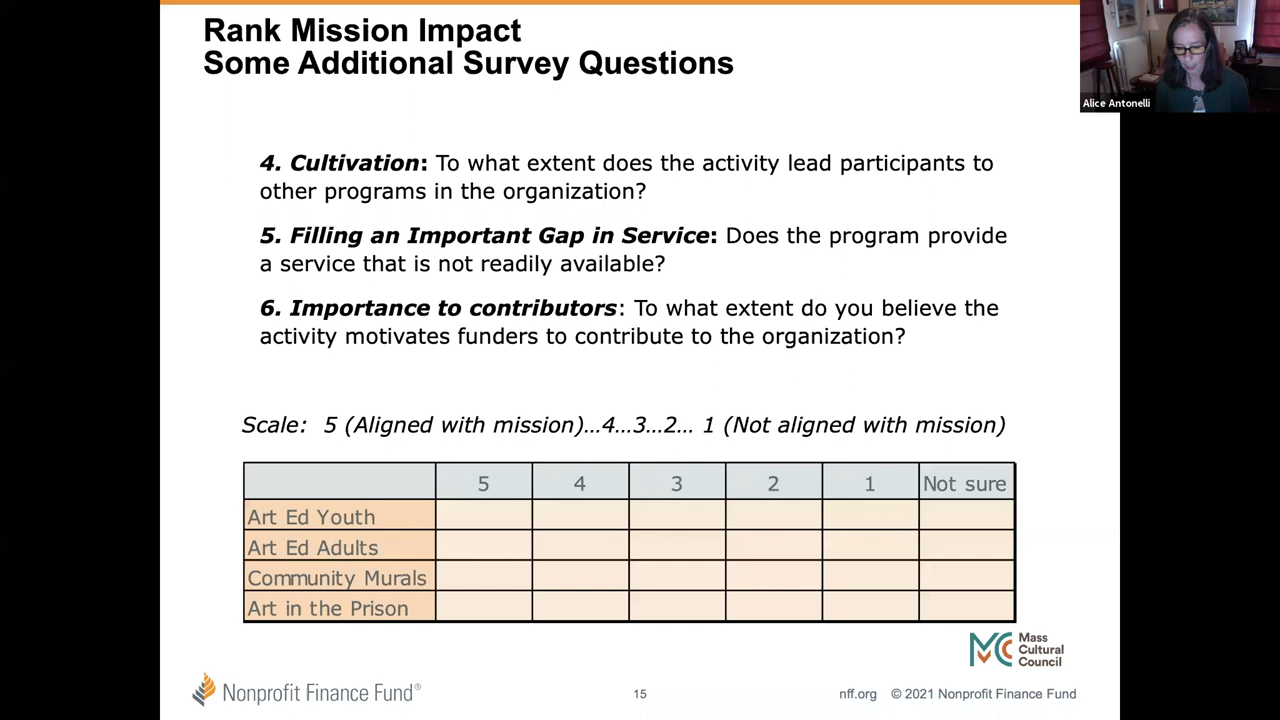 Rank Mission Impact
Some Additional Survey Questions
Alice Antonelli
4. Cultivation: To what extent does the activity lead participants to
other programs in the organization?
5. Filling an Important Gap in Service: Does the program provide
a service that is not readily available?
6. Importance to contributors: To what extent do you believe the
activity motivates funders to contribute to the organization?
Scale: 5 (Aligned with mission)…4…3…2… 1 (Not aligned with mission)
5 4 3 2 1 Not sure
Art Ed Youth
Art Ed Adults
Community Murals
Art in the Prison
MCC Mass
Cultural
Council
Nonprofit Finance Fund®
15
nff.org © 2021 Nonprofit Finance Fund